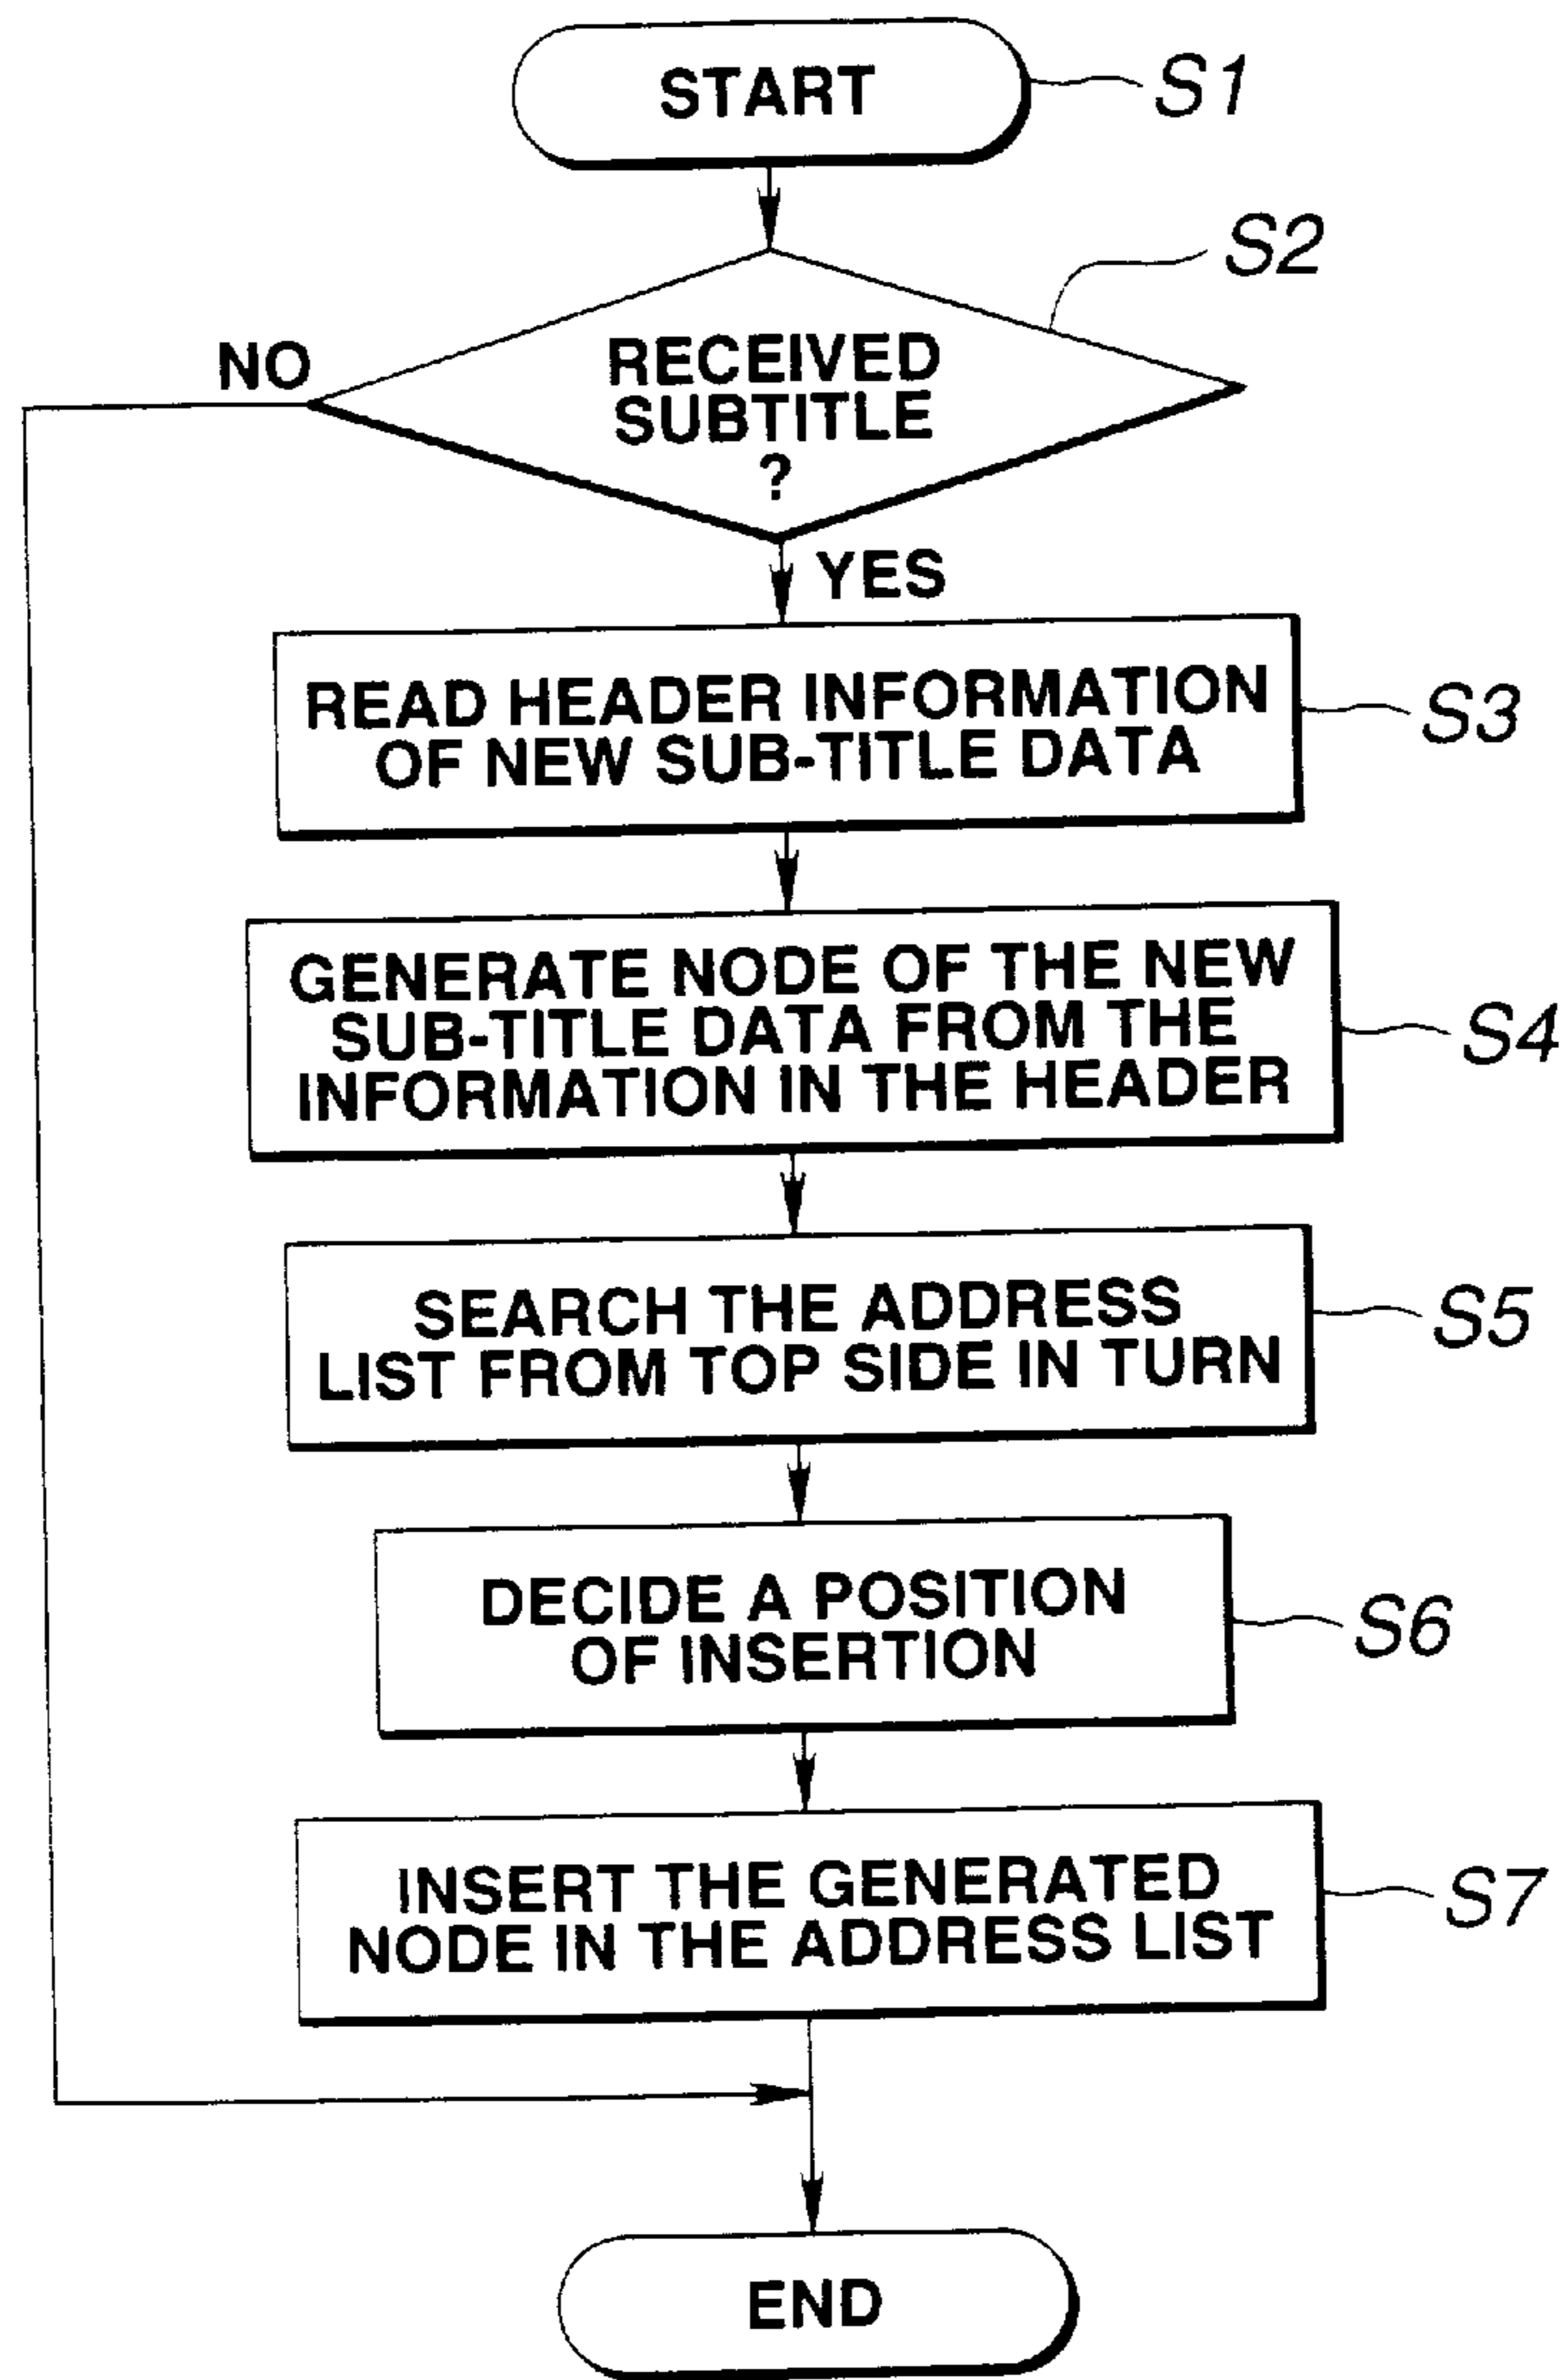 START
S1
S2
NO
RECEIVED
SUBTITLE
?
YES
READ HEADER INFORMATION
OF NEW SUB-TITLE DATA
S3
GENERATE NODE OF THE NEW
SUB-TITLE DATA FROM THE
INFORMATION IN THE HEADER
S4
SEARCH THE ADDRESS
LIST FROM TOP SIDE IN TURN
S5
DECIDE A POSITION
OF INSERTION
S6
INSERT THE GENERATED
NODE IN THE ADDRESS LIST
S7
END